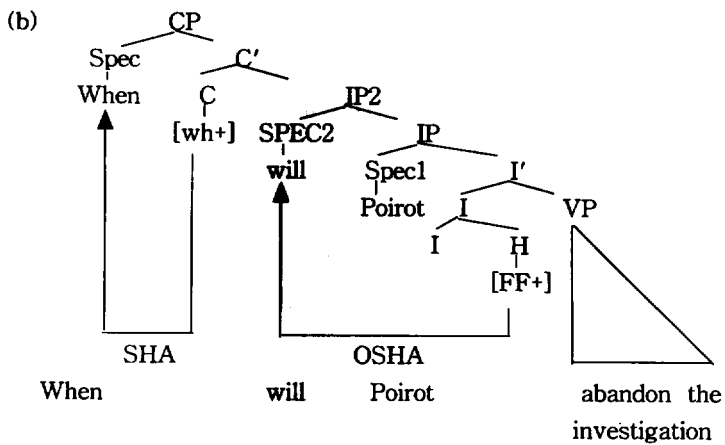 (b) CP
Spec C'
When C IP2
[wh+] SPEC2 IP
will Spec1 I'
Poirot I VP
I H
[FF+]
SHA OSHA
When will Poirot abandon the
investigation